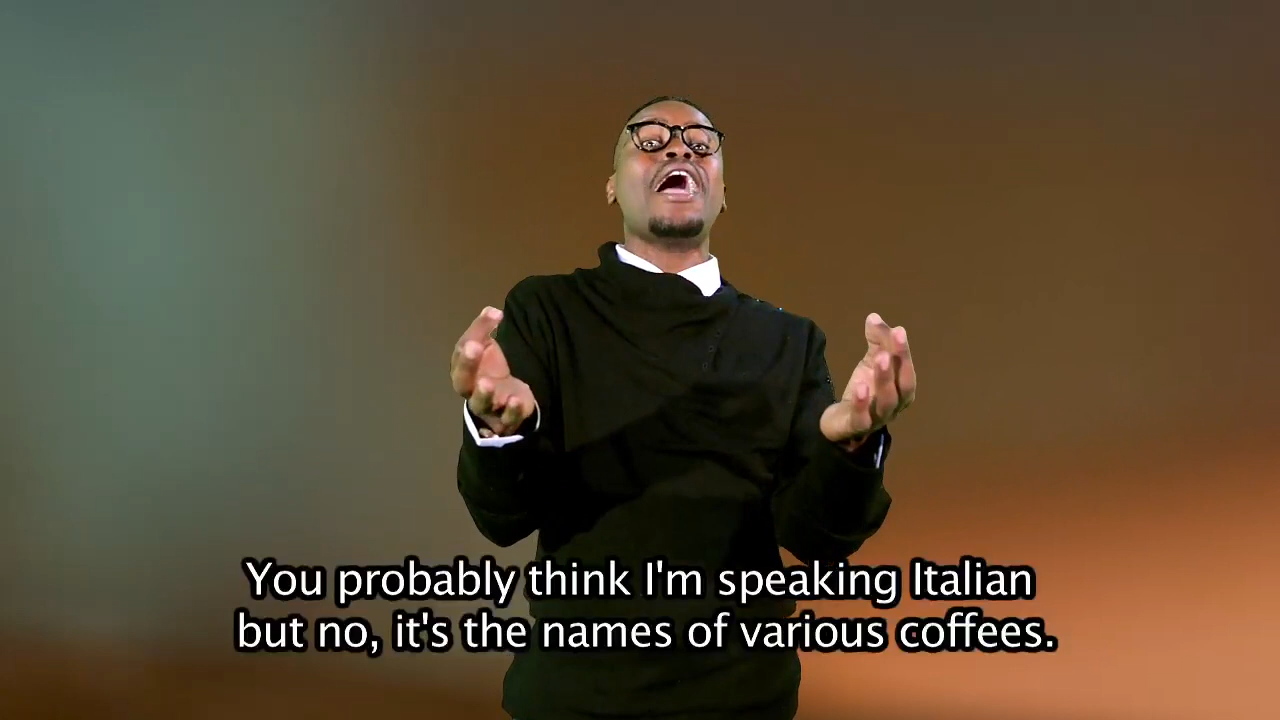 You probably think I'm speaking Italian
but no, it's the names of various coffees.